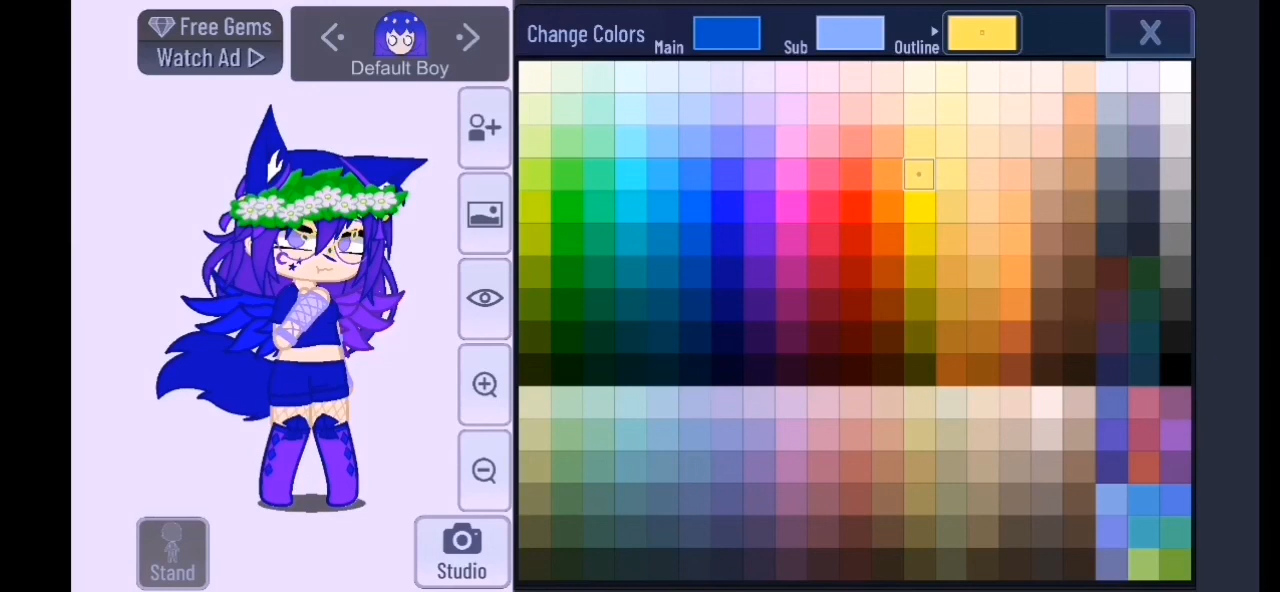 Free Gems
Watch Ad
Default Boy
Change Colors
Main
Sub
Outline
X
Stand
Studio